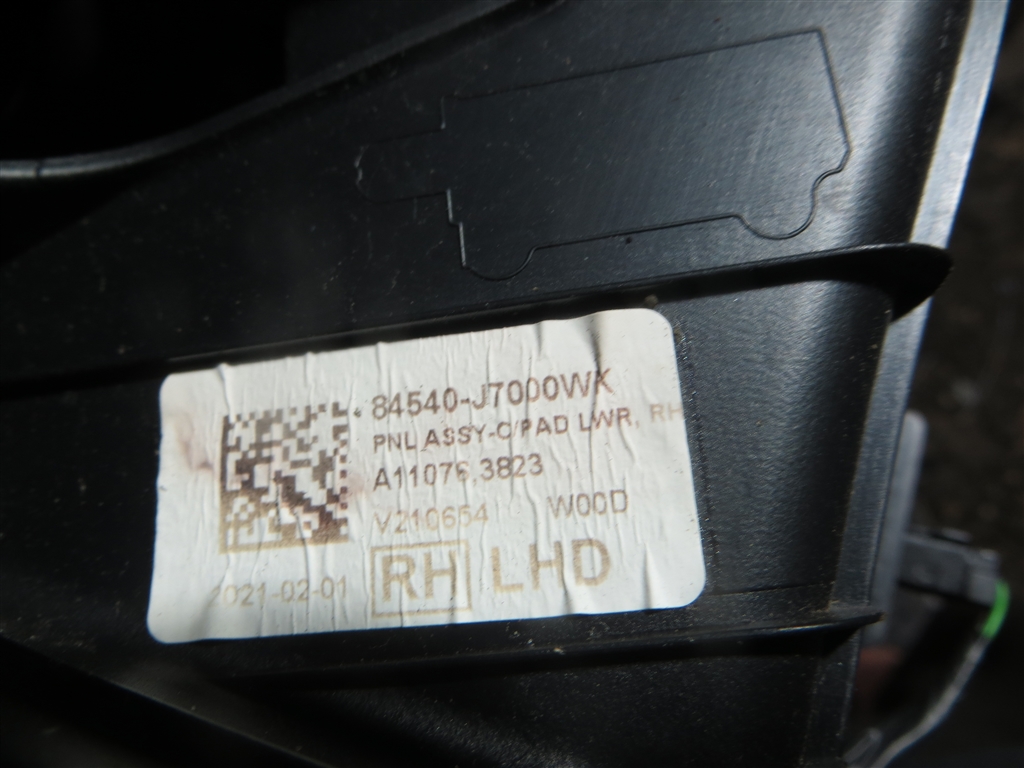 84540-J7000WK
PNL ASSY-C/PAD LWR, RH
A11076.3823
V210654 W00D
2021-02-01 RH LHD